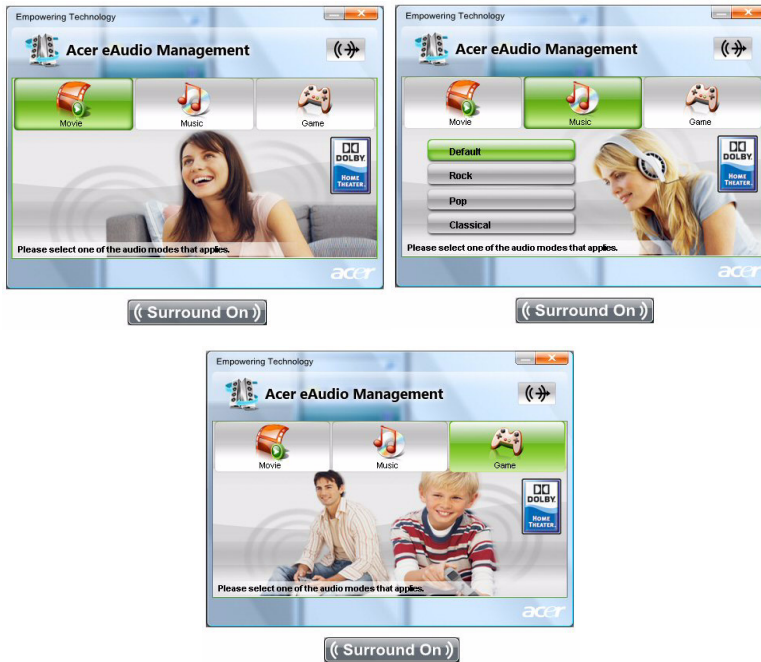 Empowering Technology
Acer eAudio Management
Movie Music Game
DOLBY
HOME
THEATER
Please select one of the audio modes that applies.
acer
Surround On
Empowering Technology
Acer eAudio Management
Movie Music Game
Default
Rock
Pop
Classical
DOLBY
HOME
THEATER
Please select one of the audio modes that applies.
acer
Surround On
Empowering Technology
Acer eAudio Management
Movie Music Game
DOLBY
HOME
THEATER
Please select one of the audio modes that applies.
acer
Surround On